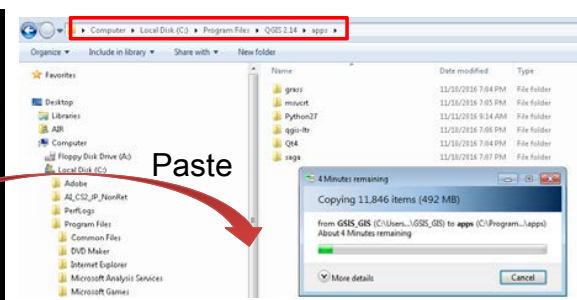 Computer ▸ Local Disk (C:) ▸ Program Files ▸ QGIS 2.14 ▸ apps ▸
Organize ▾ Include in library ▾ Share with ▾ New folder
Favorites
Desktop
Libraries
AIR
Computer
Floppy Disk Drive (A:)
Local Disk (C:)
Adobe
AI_CS2_JP_NonRet
PerfLogs
Program Files
Common Files
DVD Maker
Internet Explorer
Microsoft Analysis Services
Microsoft Games
Paste
Name Date modified Type
grass 11/10/2016 7:04 PM File folder
msvcrt 11/10/2016 7:05 PM File folder
Python27 11/11/2016 9:14 AM File folder
qgis-ltr 11/10/2016 7:06 PM File folder
Qt4 11/10/2016 7:04 PM File folder
saga 11/10/2016 7:07 PM File folder
4 Minutes remaining
Copying 11,846 items (492 MB)
from GSIS_GIS (C:\Users...\GSIS_GIS) to apps (C:\Program...\apps)
About 4 Minutes remaining
More details Cancel